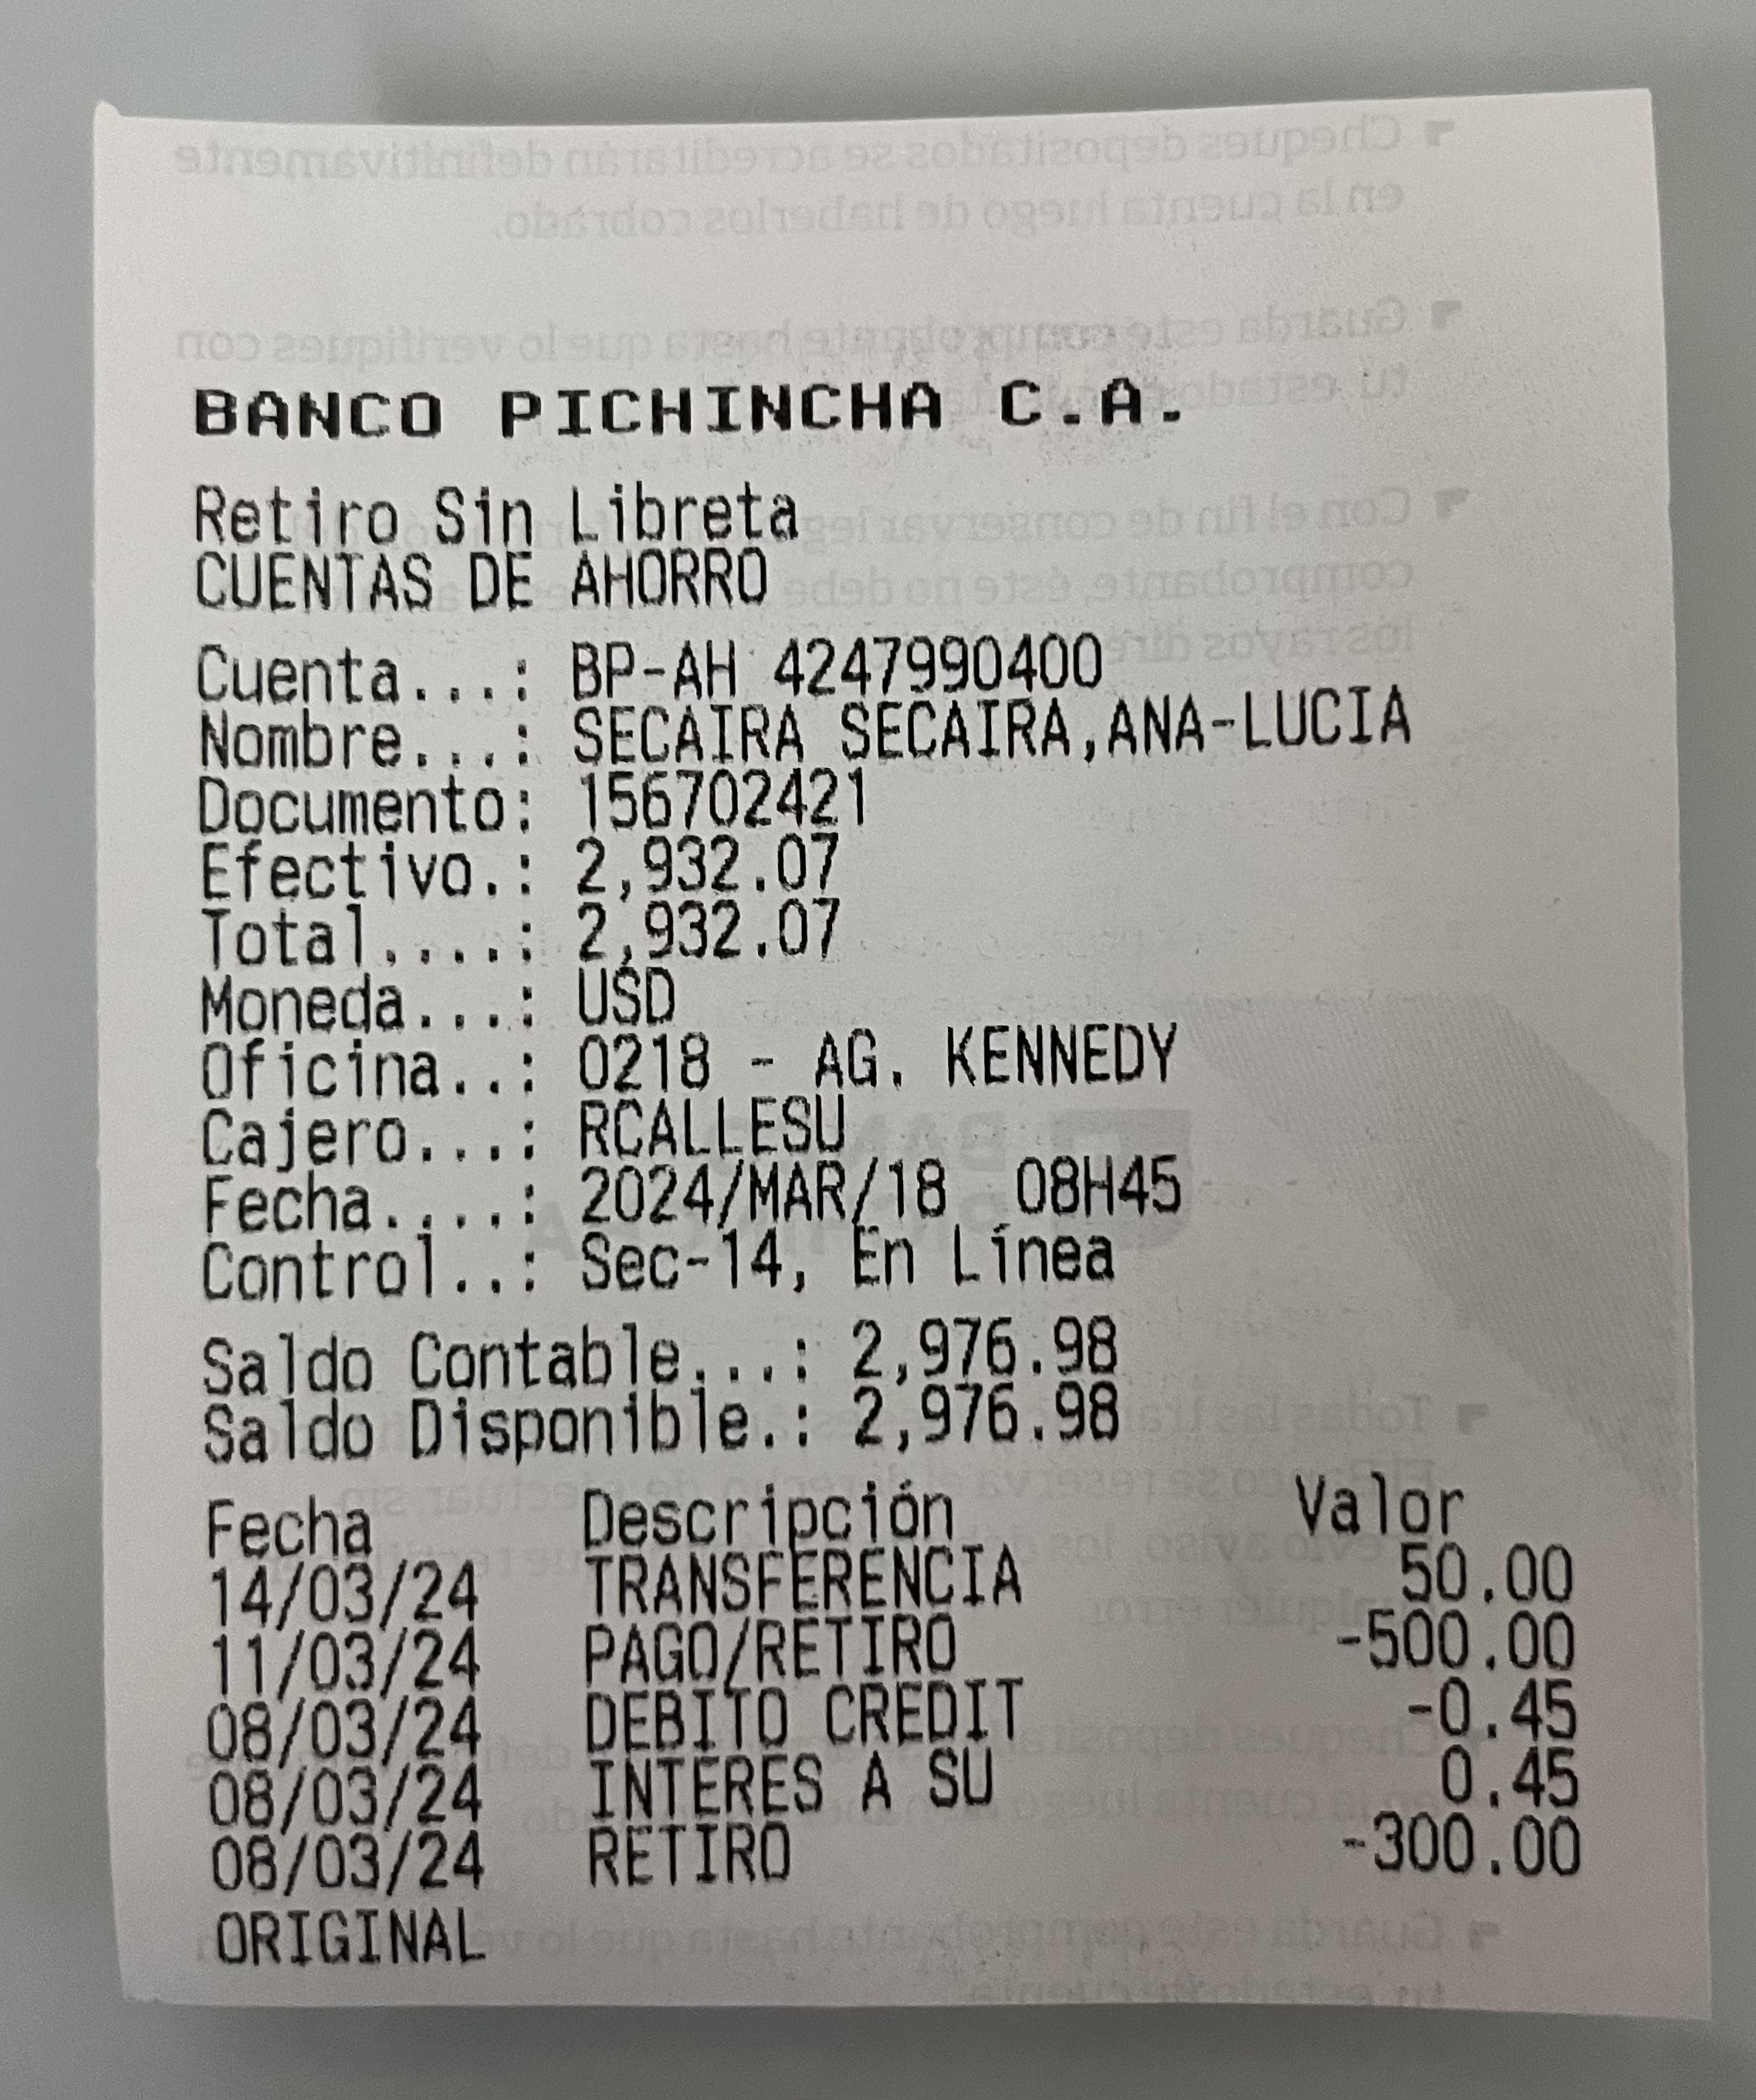 BANCO PICHINCHA C.A.
Retiro Sin Libreta
CUENTAS DE AHORRO
Cuenta...: BP-AH 4247990400
Nombre...: SECAIRA SECAIRA,ANA-LUCIA
Documento: 156702421
Efectivo.: 2,932.07
Total....: 2,932.07
Moneda...: USD
Oficina..: 0218 - AG. KENNEDY
Cajero...: RCALLESU
Fecha....: 2024/MAR/18 08H45
Control..: Sec-14, En Línea
Saldo Contable...: 2,976.98
Saldo Disponible.: 2,976.98
Fecha Descripción Valor
14/03/24 TRANSFERENCIA 50.00
11/03/24 PAGO/RETIRO -500.00
08/03/24 DEBITO CREDIT -0.45
08/03/24 INTERES A SU 0.45
08/03/24 RETIRO -300.00
ORIGINAL